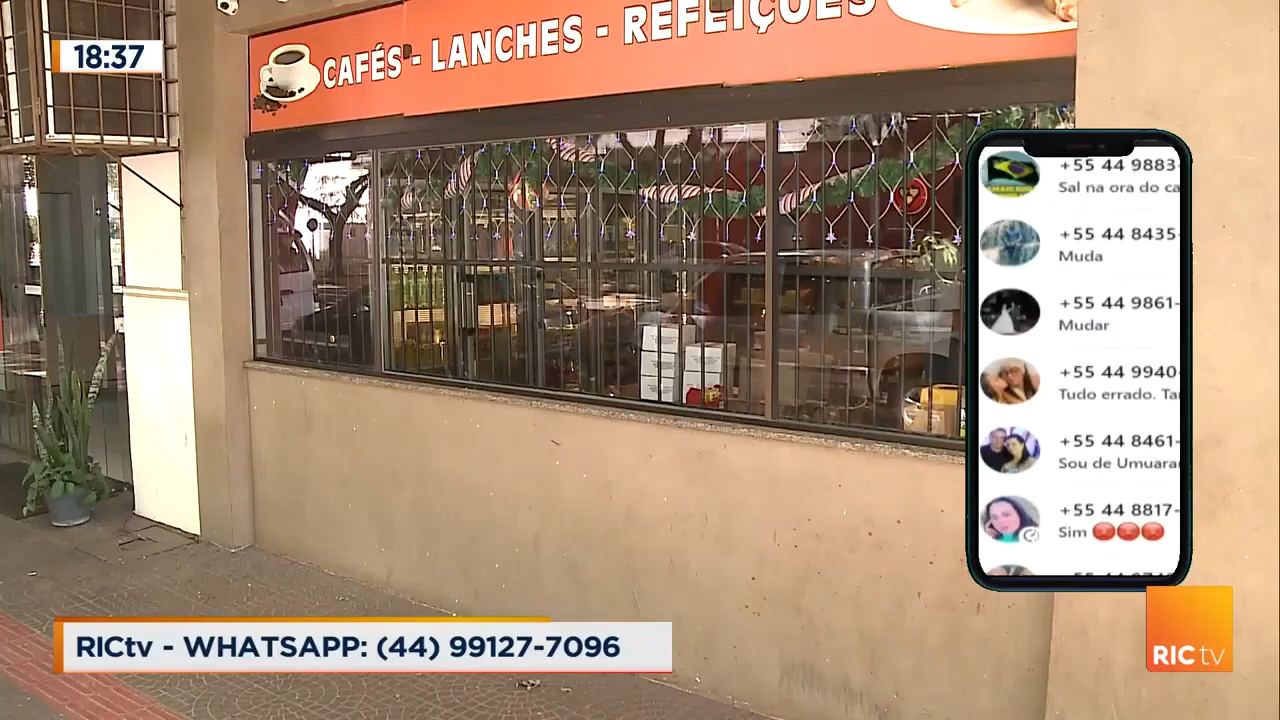 CAFÉS - LANCHES - REFEIÇÕES
18:37
+55 44 9883
Sal na ora do ca
+55 44 8435
Muda
+55 44 9861-
Mudar
+55 44 9940
Tudo errado. Ta
+55 44 8461-
Sou de Umuara
+55 44 8817-
Sim
RICtv - WHATSAPP: (44) 99127-7096
RIC tv